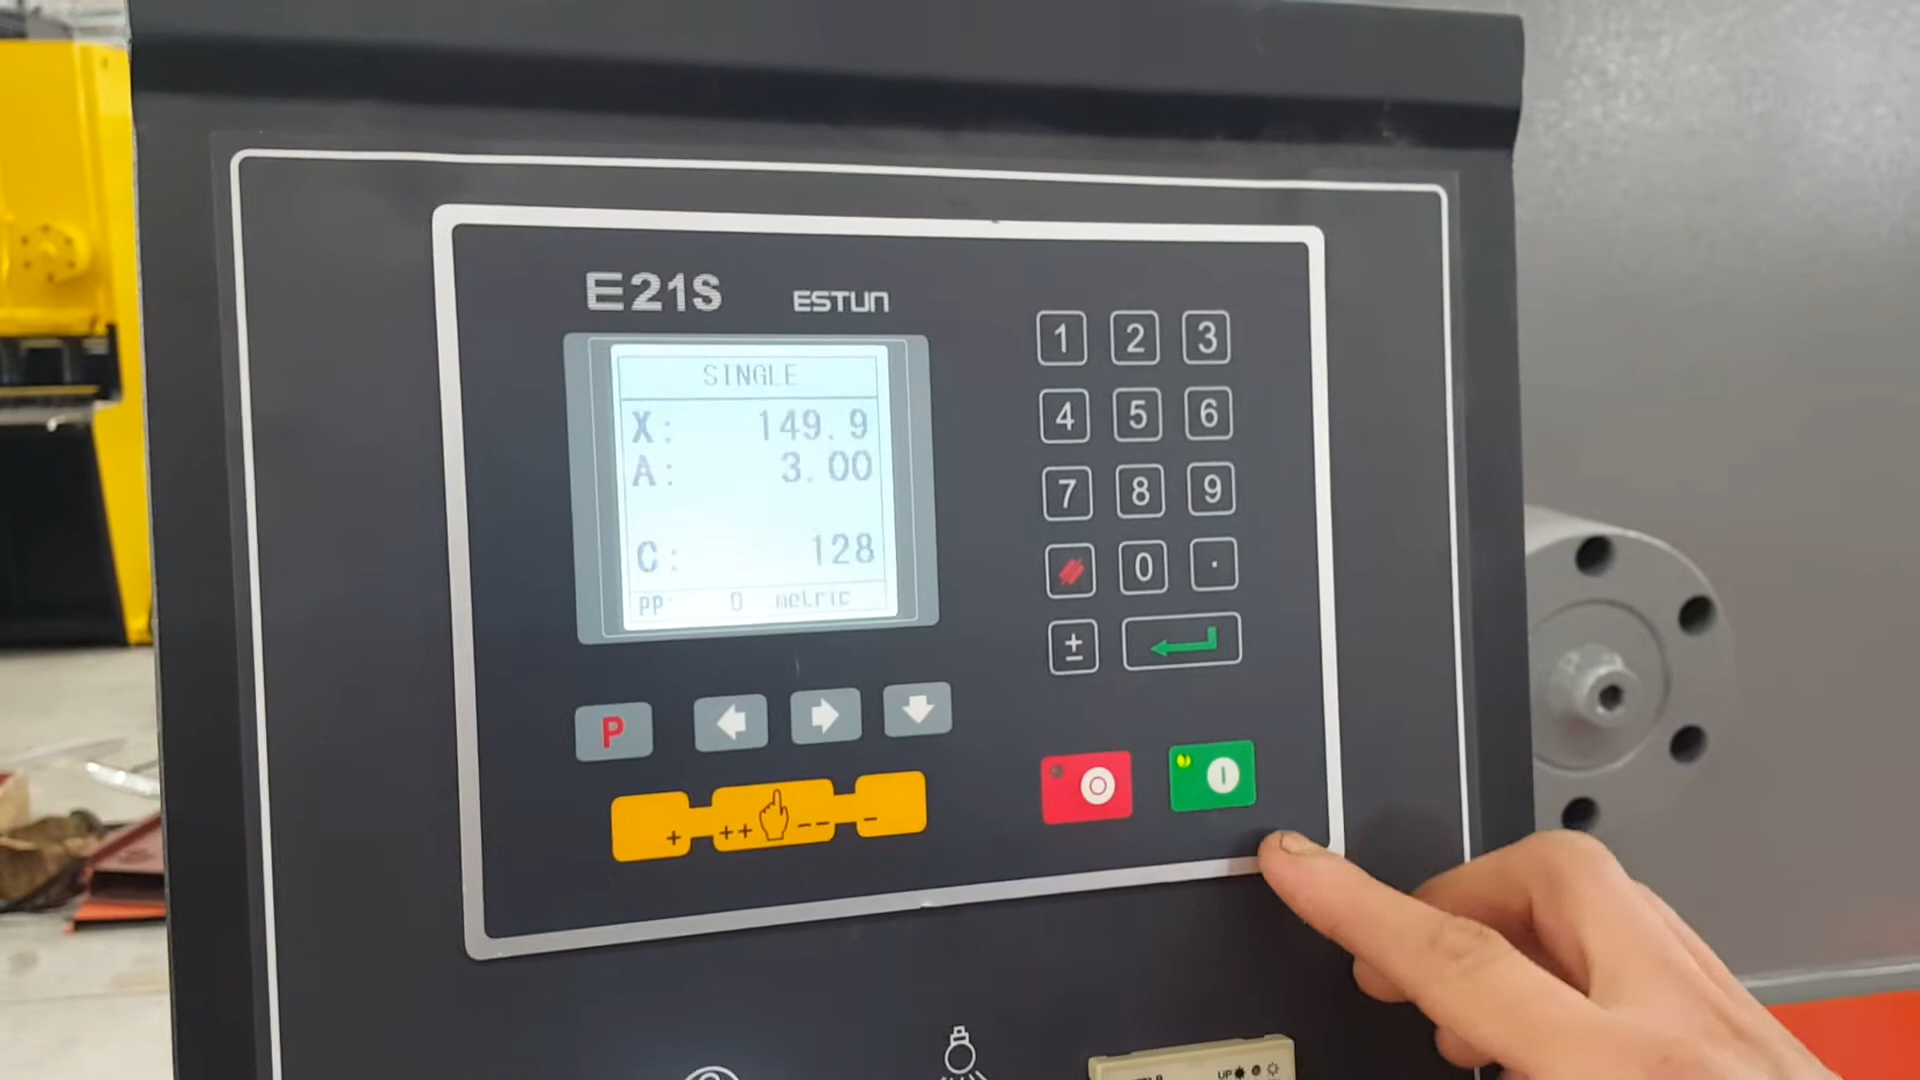 E21S ESTUN
SINGLE
X: 149.9
A: 3.00
C: 128
PP: 0 metric
1 2 3
4 5 6
7 8 9
0 .
±
P
+ ++ -- -
UP